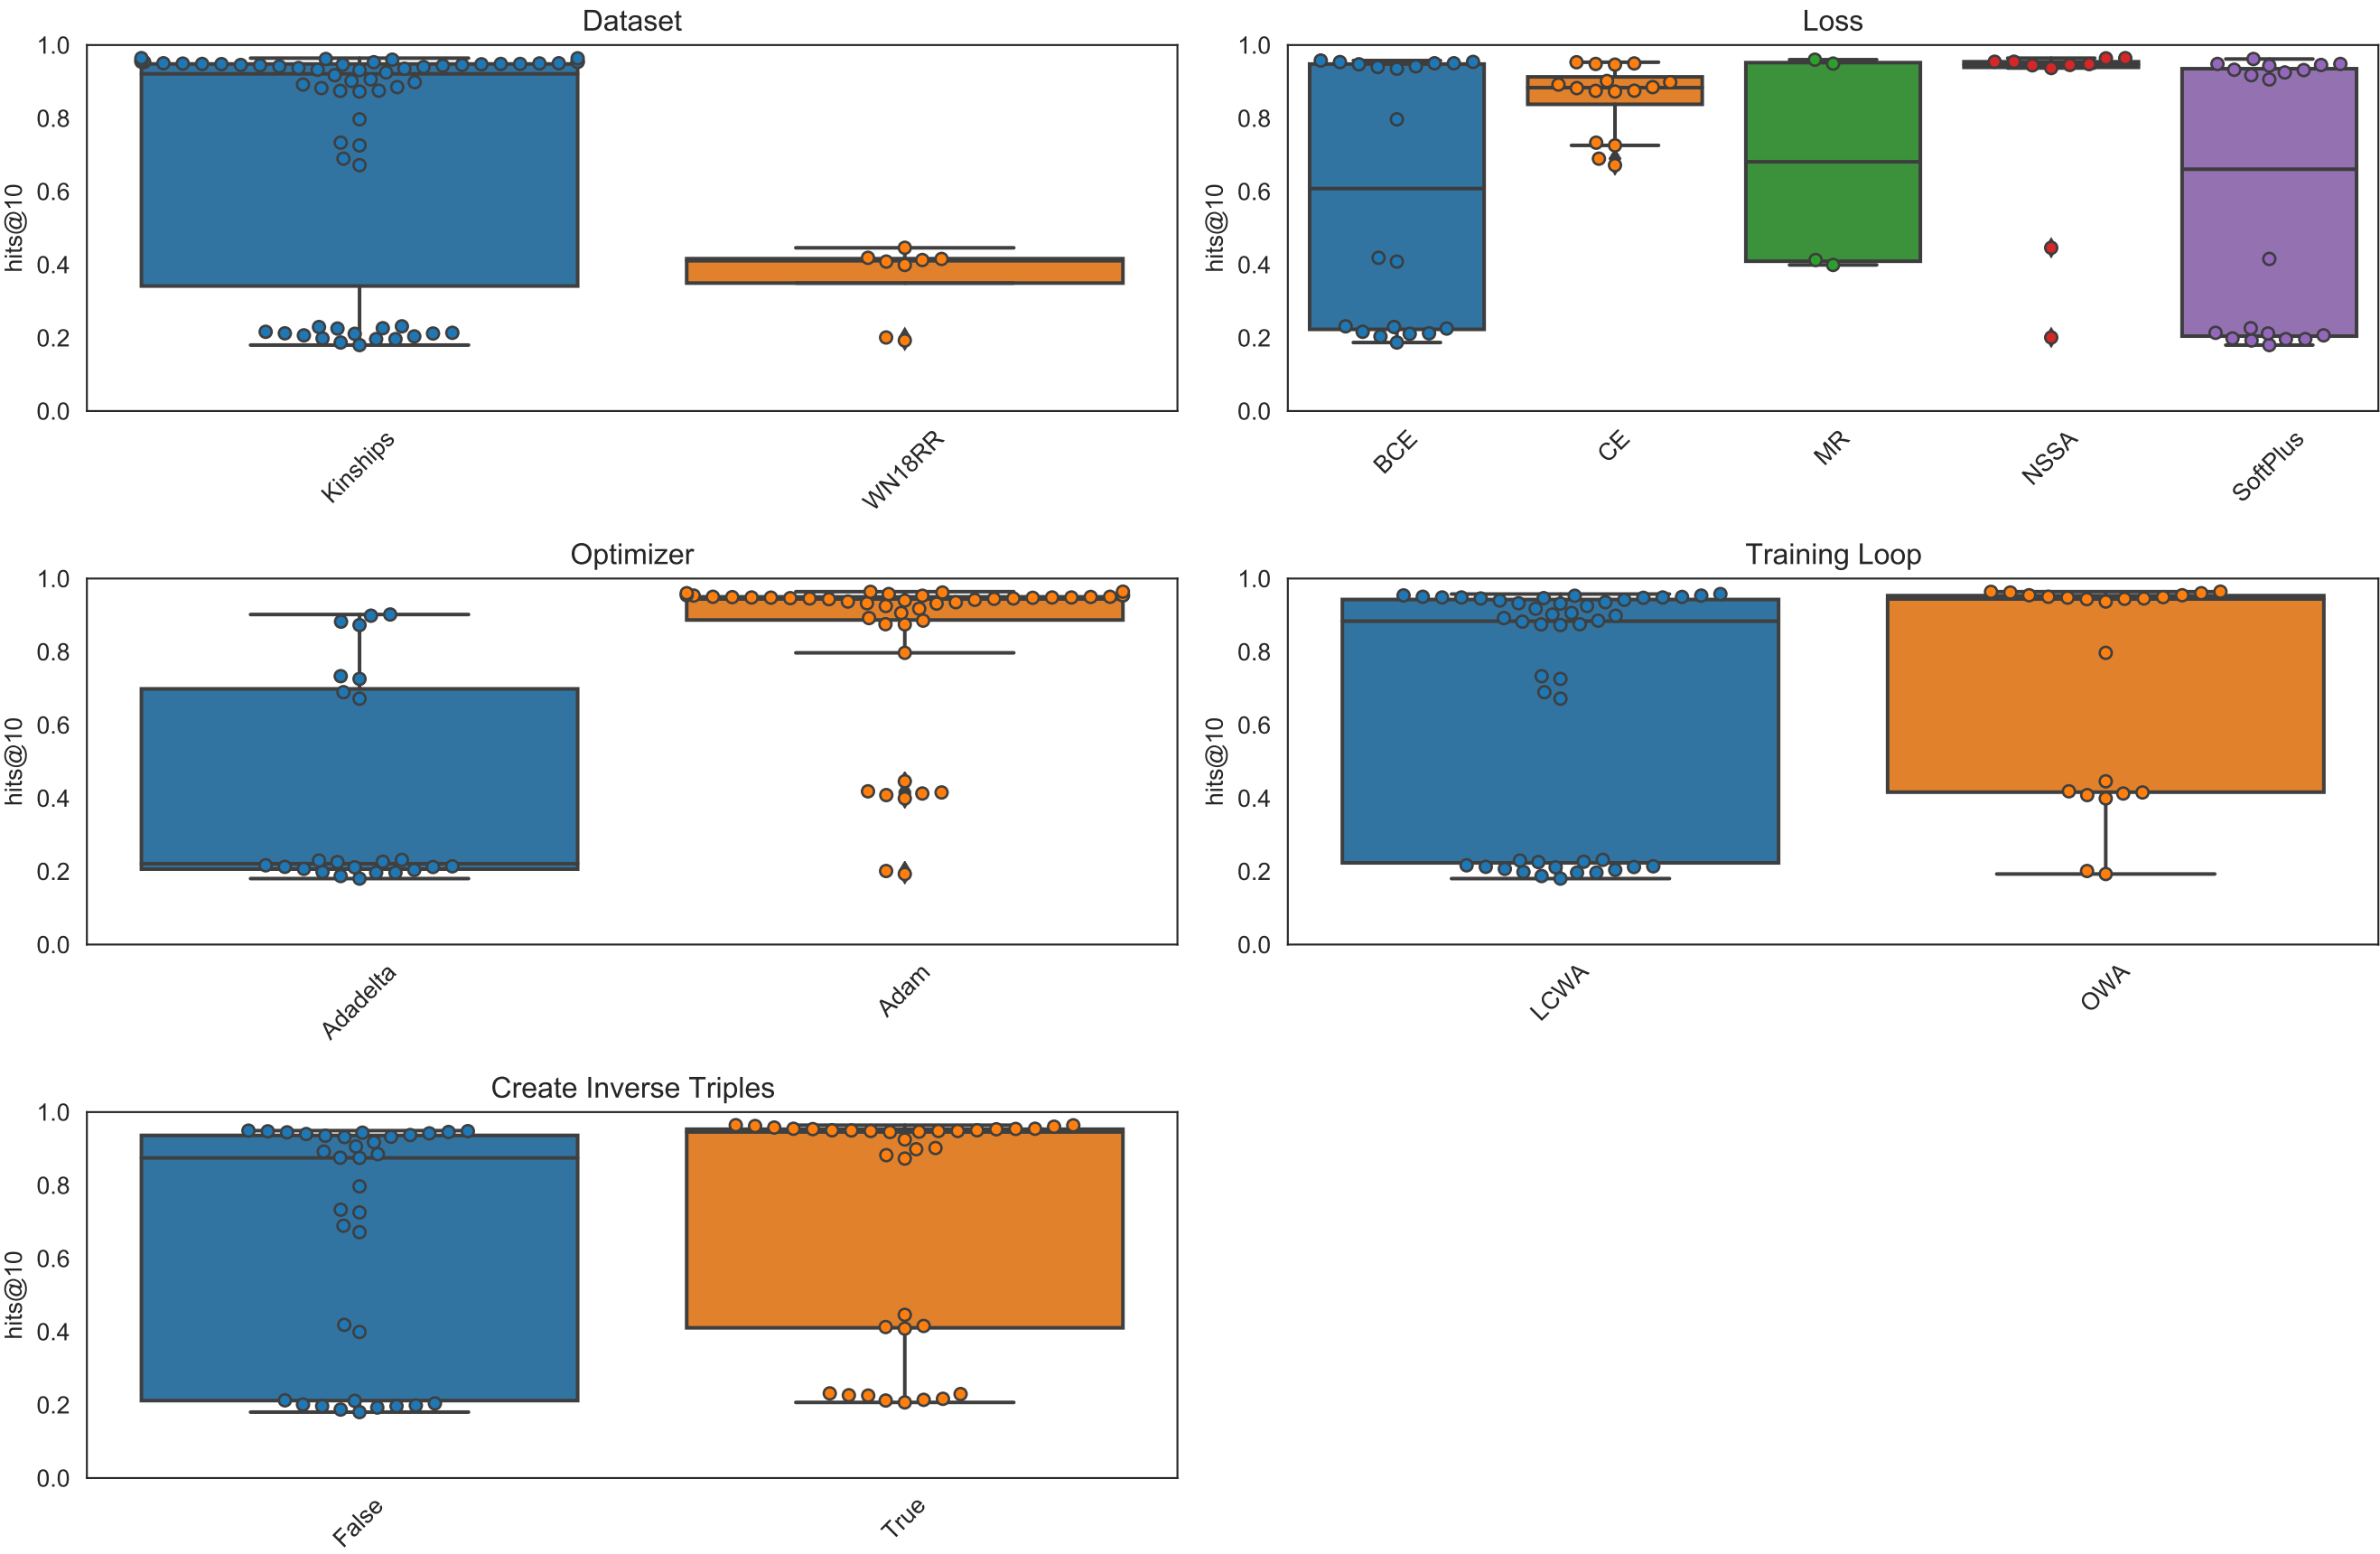 Dataset
1.0
0.8
0.6
0.4
0.2
0.0
hits@10
Kinships
WN18RR
Loss
1.0
0.8
0.6
0.4
0.2
0.0
hits@10
BCE
CE
MR
NSSA
SoftPlus
Optimizer
1.0
0.8
0.6
0.4
0.2
0.0
hits@10
Adadelta
Adam
Training Loop
1.0
0.8
0.6
0.4
0.2
0.0
hits@10
LCWA
OWA
Create Inverse Triples
1.0
0.8
0.6
0.4
0.2
0.0
hits@10
False
True